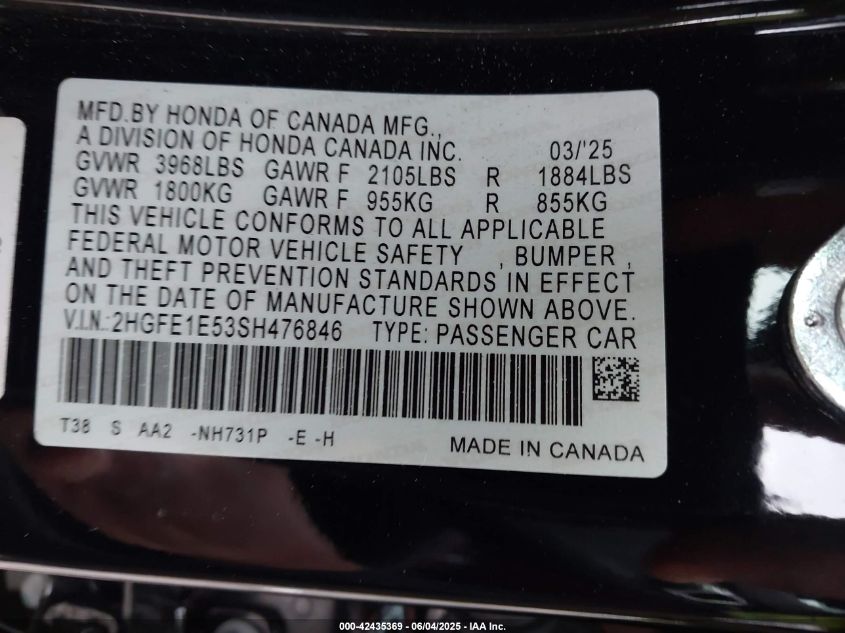 MFD.BY HONDA OF CANADA MFG.,
A DIVISION OF HONDA CANADA INC. 03/'25
GVWR 3968LBS GAWR F 2105LBS R 1884LBS
GVWR 1800KG GAWR F 955KG R 855KG
THIS VEHICLE CONFORMS TO ALL APPLICABLE
FEDERAL MOTOR VEHICLE SAFETY , BUMPER ,
AND THEFT PREVENTION STANDARDS IN EFFECT
ON THE DATE OF MANUFACTURE SHOWN ABOVE.
V.I.N.:2HGFE1E53SH476846 TYPE: PASSENGER CAR
T38 S AA2 -NH731P -E -H
MADE IN CANADA
000-42435369 | 06/04/2025 - IAA Inc.